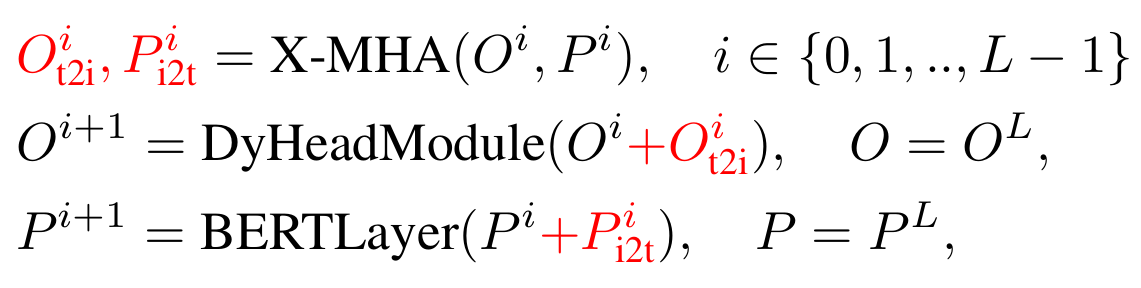 O^i_{t2i}, P^i_{i2t} = X-MHA(O^i, P^i), i ∈ {0, 1, .., L − 1}
O^{i+1} = DyHeadModule(O^i+O^i_{t2i}), O = O^L,
P^{i+1} = BERTLayer(P^i+P^i_{i2t}), P = P^L,